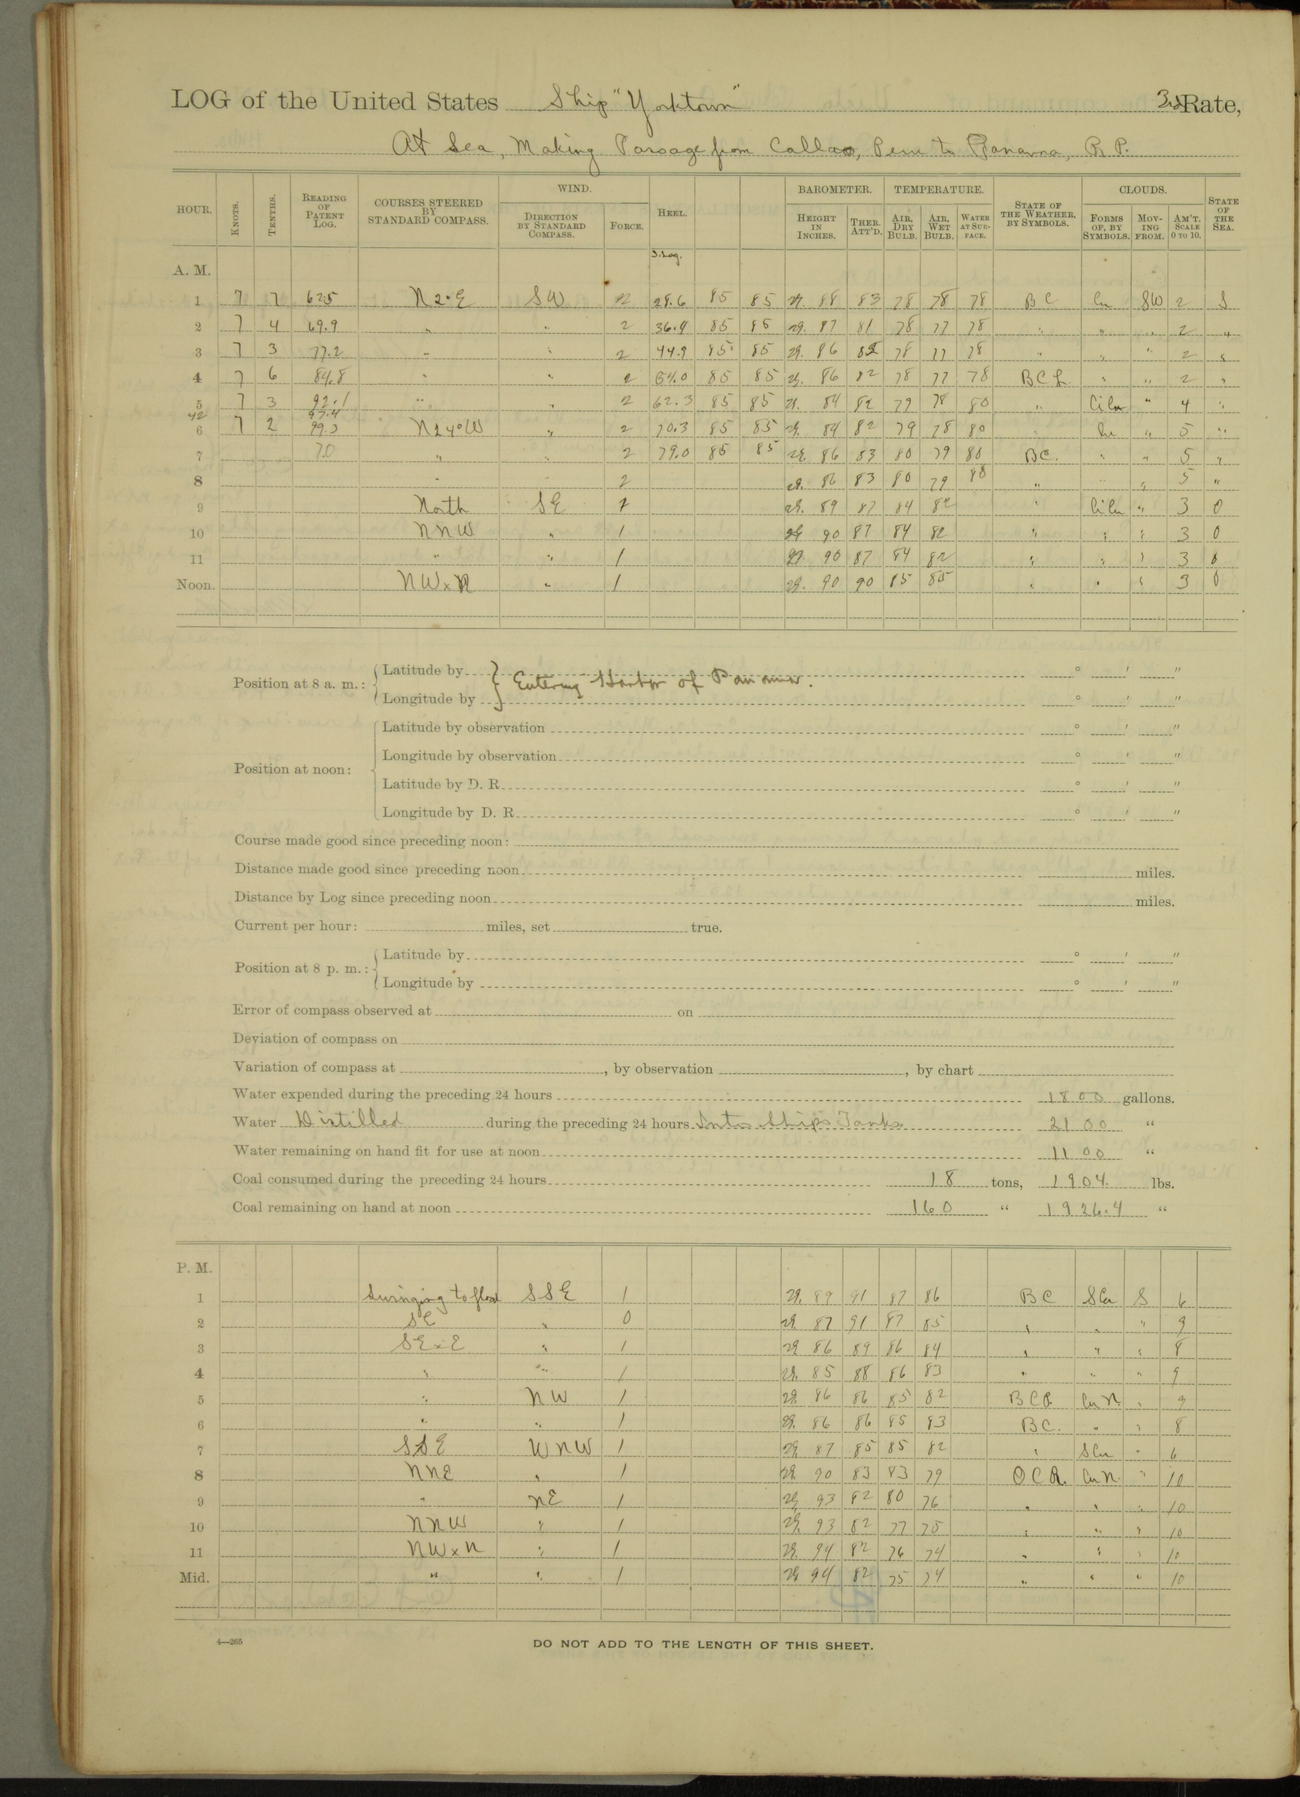 LOG of the United States Ship "Yorktown" 3rd Rate,
At Sea, Making Passage from Callao, Peru to Panama, R.P.
HOUR. KNOTS. TENTHS. READING OF PATENT LOG. COURSES STEERED BY STANDARD COMPASS. WIND. DIRECTION BY STANDARD COMPASS. FORCE. HEEL. BAROMETER. HEIGHT IN INCHES. THER. ATT'D. TEMPERATURE. AIR, DRY BULB. AIR, WET BULB. WATER AT SURFACE. STATE OF THE WEATHER, BY SYMBOLS. CLOUDS. FORMS OF, BY SYMBOLS. MOVING FROM. AM'T. SCALE 0 TO 10. STATE OF THE SEA.
A. M.
1 7 7 62.5 N 2° E SW 2 28.6 85 85 29. 88 83 78 78 78 BC Cu SW 2 S
2 7 4 69.9 " " 2 36.9 85 85 29. 87 81 78 77 78 " " " 2 "
3 7 3 77.2 " " 2 44.9 85 85 29. 86 82 78 77 78 " " " 2 "
4 7 6 84.8 " " 2 85 85 29. 86 82 78 77 78 " " 2 "
5 7 3 92.1 " " 2 62.3 85 85 29. 84 82 79 78 80 " CiCu " 4 "
42
6 7 2 N24°W " 2 70.3 85 85 29. 84 82 79 78 80 " " 5 "
7 70 " " 2 79.0 85 85 29. 86 83 80 79 80 BC. " " 5 "
8 " " 2 29. 86 83 80 79 80 " " " 5 "
9 North SE 2 29. 89 87 84 82 " CiCu " 3 0
10 NNW " 1 29 90 87 84 82 " " " 3 0
11 " " 1 29 90 87 84 82 " " " 3 0
Noon. NWxN " 1 29. 90 90 85 85 " " " 3 0
Position at 8 a. m.: Latitude by ° ' "
Longitude by ° ' "
Entering Harbor of Panama.
Position at noon: Latitude by observation ° ' "
Longitude by observation ° ' "
Latitude by D. R. ° ' "
Longitude by D. R. ° ' "
Course made good since preceding noon:
Distance made good since preceding noon miles.
Distance by Log since preceding noon miles.
Current per hour: miles, set true.
Position at 8 p. m.: Latitude by ° ' "
Longitude by ° ' "
Error of compass observed at on
Deviation of compass on
Variation of compass at , by observation , by chart
Water expended during the preceding 24 hours 1800 gallons.
Water Distilled during the preceding 24 hours Into Ships Tanks 2100 "
Water remaining on hand fit for use at noon 1100 "
Coal consumed during the preceding 24 hours 18 tons, 1904. lbs.
Coal remaining on hand at noon 160 " 1926.4 "
P. M.
1 Swinging to flood SSE 1 29. 89 91 87 86 BC SCu S 6
2 SE " 0 29. 87 91 87 85 " " " 9
3 SExE " 1 29. 86 89 86 84 " " " 8
4 " " 1 29. 85 88 86 83 " " " 9
5 " NW 1 29. 86 86 85 82 CuN. " 9
6 " " 1 29. 86 86 85 83 BC. " " 8
7 SSE WNW 1 29. 87 85 85 82 " SCu " 6
8 NNE " 1 29. 90 83 83 79 OCR. CuN. " 10
9 " NE 1 29. 93 82 80 76 " " " 10
10 NNW " 1 29. 93 82 77 75 " " " 10
11 NWxN " 1 29. 94 82 76 74 " " " 10
Mid. " " 1 29. 94 82 75 74 " " " 10
4—265
DO NOT ADD TO THE LENGTH OF THIS SHEET.